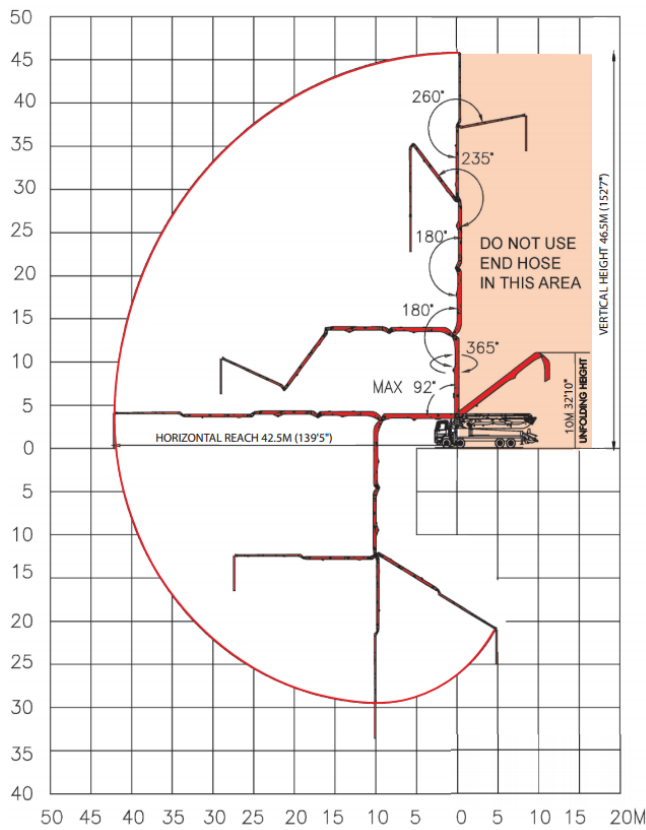 50
45
40
35
30
25
20
15
10
5
0
5
10
15
20
25
30
35
40
260°
235°
180°
180°
365°
MAX 92°
DO NOT USE
END HOSE
IN THIS AREA
VERTICAL HEIGHT 46.5M (152'7")
10M 32'10"
UNFOLDING HEIGHT
HORIZONTAL REACH 42.5M (139'5")
50 45 40 35 30 25 20 15 10 5 0 5 10 15 20M